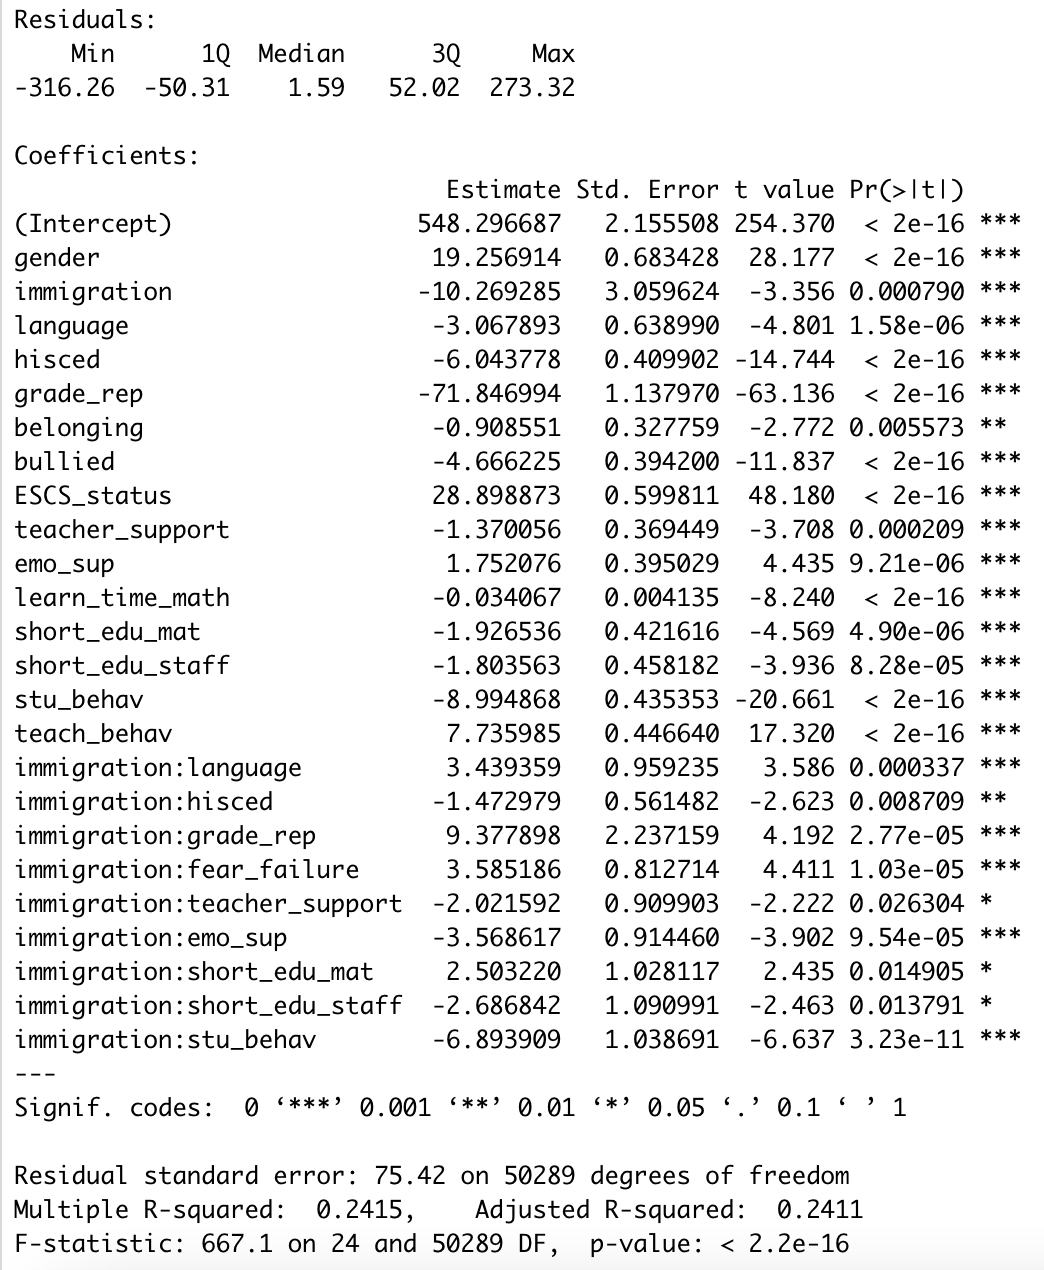 Residuals:
    Min      1Q  Median      3Q     Max
-316.26  -50.31    1.59   52.02  273.32

Coefficients:
                             Estimate Std. Error t value Pr(>|t|)
(Intercept)                548.296687   2.155508 254.370  < 2e-16 ***
gender                      19.256914   0.683428  28.177  < 2e-16 ***
immigration                -10.269285   3.059624  -3.356 0.000790 ***
language                    -3.067893   0.638990  -4.801 1.58e-06 ***
hisced                      -6.043778   0.409902 -14.744  < 2e-16 ***
grade_rep                  -71.846994   1.137970 -63.136  < 2e-16 ***
belonging                   -0.908551   0.327759  -2.772 0.005573 **
bullied                     -4.666225   0.394200 -11.837  < 2e-16 ***
ESCS_status                 28.898873   0.599811  48.180  < 2e-16 ***
teacher_support             -1.370056   0.369449  -3.708 0.000209 ***
emo_sup                      1.752076   0.395029   4.435 9.21e-06 ***
learn_time_math             -0.034067   0.004135  -8.240  < 2e-16 ***
short_edu_mat               -1.926536   0.421616  -4.569 4.90e-06 ***
short_edu_staff             -1.803563   0.458182  -3.936 8.28e-05 ***
stu_behav                   -8.994868   0.435353 -20.661  < 2e-16 ***
teach_behav                  7.735985   0.446640  17.320  < 2e-16 ***
immigration:language         3.439359   0.959235   3.586 0.000337 ***
immigration:hisced          -1.472979   0.561482  -2.623 0.008709 **
immigration:grade_rep        9.377898   2.237159   4.192 2.77e-05 ***
immigration:fear_failure     3.585186   0.812714   4.411 1.03e-05 ***
immigration:teacher_support -2.021592   0.909903  -2.222 0.026304 *
immigration:emo_sup         -3.568617   0.914460  -3.902 9.54e-05 ***
immigration:short_edu_mat    2.503220   1.028117   2.435 0.014905 *
immigration:short_edu_staff -2.686842   1.090991  -2.463 0.013791 *
immigration:stu_behav       -6.893909   1.038691  -6.637 3.23e-11 ***
---
Signif. codes:  0 ‘***’ 0.001 ‘**’ 0.01 ‘*’ 0.05 ‘.’ 0.1 ‘ ’ 1

Residual standard error: 75.42 on 50289 degrees of freedom
Multiple R-squared:  0.2415,    Adjusted R-squared:  0.2411
F-statistic: 667.1 on 24 and 50289 DF,  p-value: < 2.2e-16